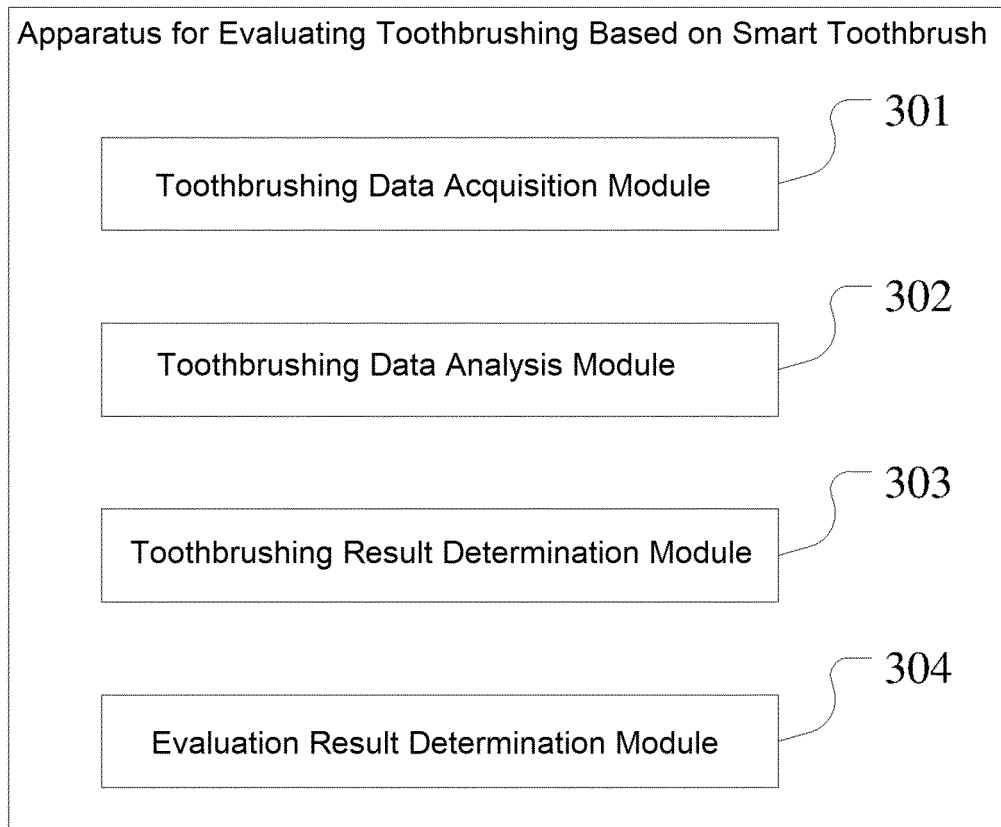 Apparatus for Evaluating Toothbrushing Based on Smart Toothbrush
301
Toothbrushing Data Acquisition Module
302
Toothbrushing Data Analysis Module
303
Toothbrushing Result Determination Module
304
Evaluation Result Determination Module